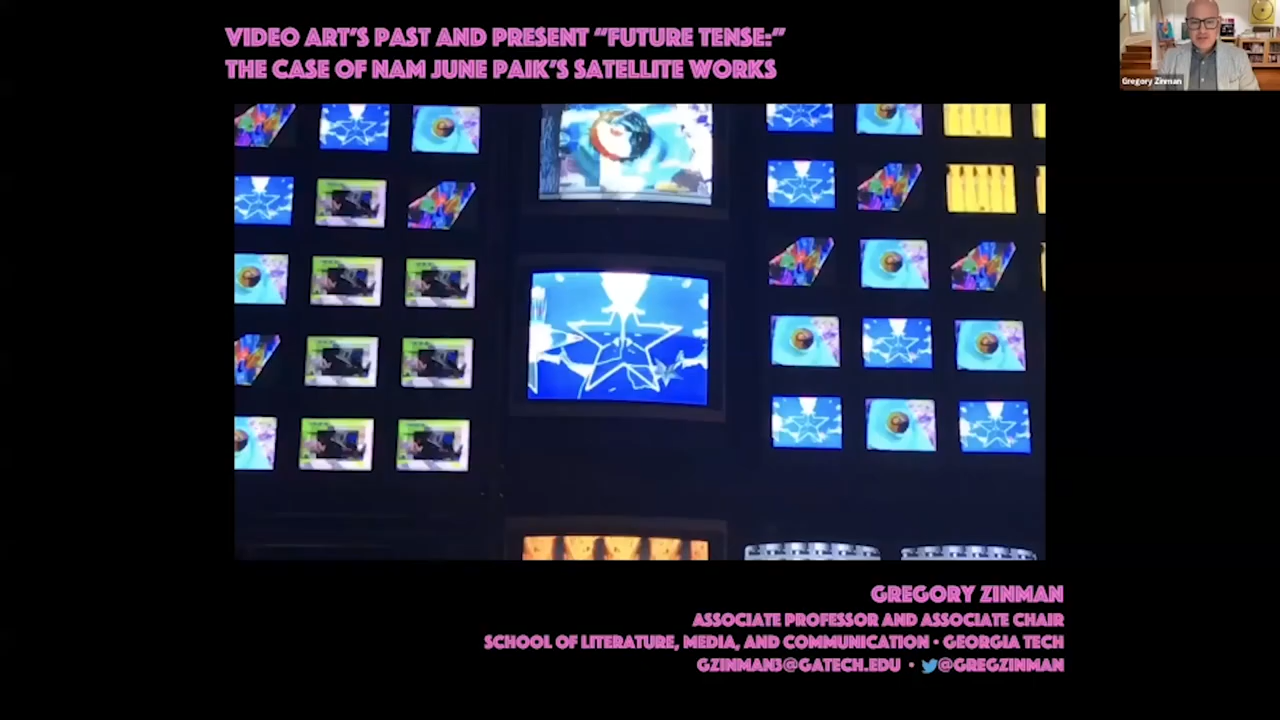 VIDEO ART'S PAST AND PRESENT "FUTURE TENSE:"
THE CASE OF NAM JUNE PAIK'S SATELLITE WORKS
Gregory Zinman
GREGORY ZINMAN
ASSOCIATE PROFESSOR AND ASSOCIATE CHAIR
SCHOOL OF LITERATURE, MEDIA, AND COMMUNICATION • GEORGIA TECH
GZINMAN3@GATECH.EDU • @GREGZINMAN